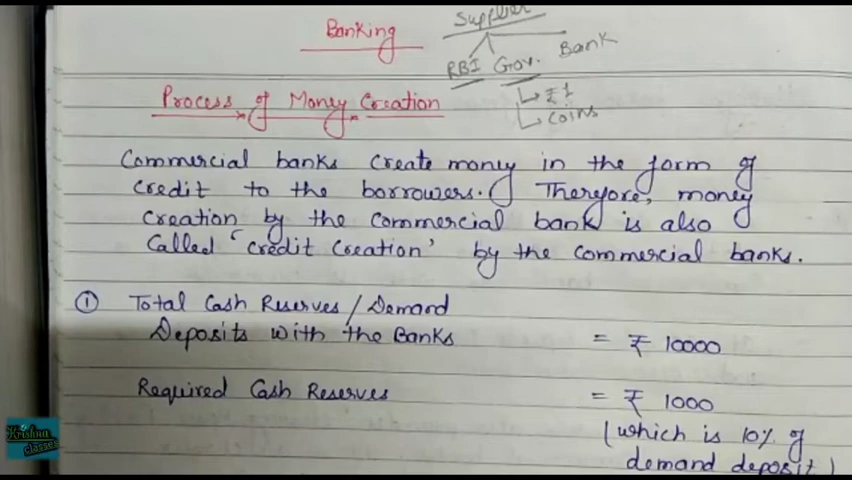 Banking
Supplier
RBI Gov. Bank
₹1
coins
Process of Money Creation
Commercial banks create money in the form of
credit to the borrowers. Therefore, money
creation by the commercial bank is also
called 'credit creation' by the commercial banks.
① Total Cash Reserves / Demand
Deposits with the Banks = ₹ 10000
Required Cash Reserves = ₹ 1000
(which is 10% of
demand deposit)
Krishna
classes